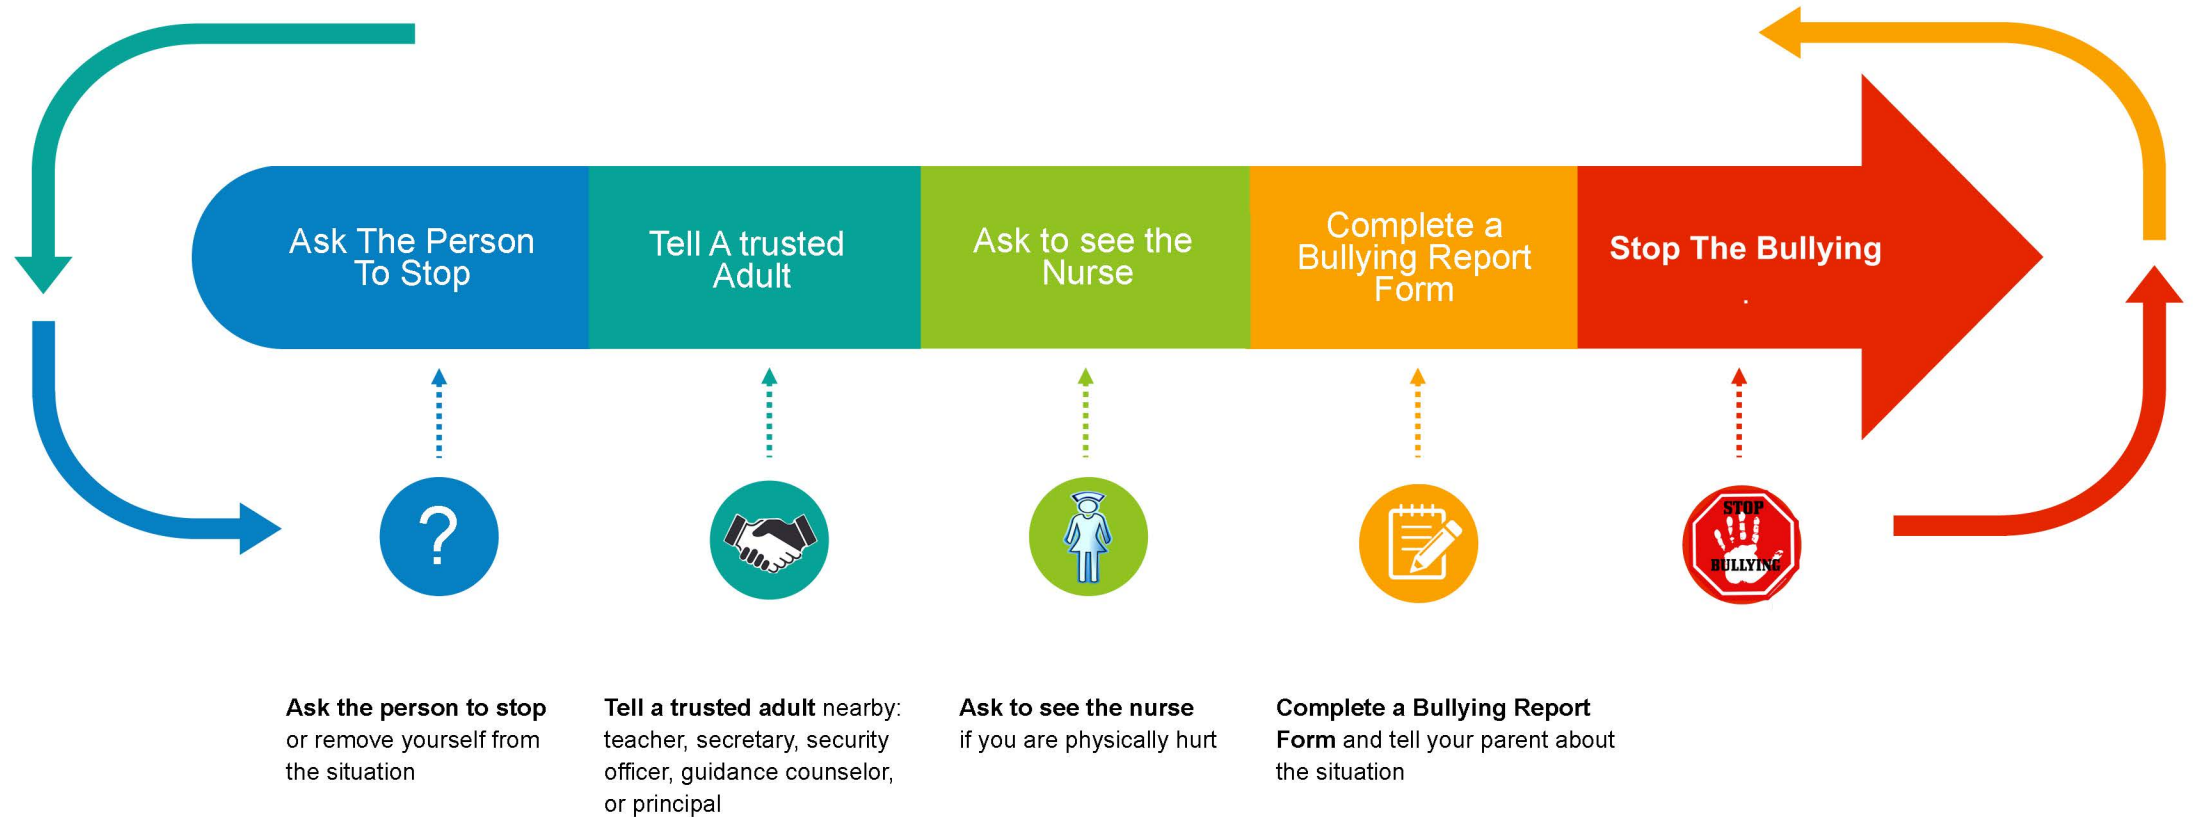 Ask The Person
To Stop
Tell A trusted
Adult
Ask to see the
Nurse
Complete a
Bullying Report
Form
Stop The Bullying
.
?
STOP
BULLYING
Ask the person to stop
or remove yourself from
the situation
Tell a trusted adult nearby:
teacher, secretary, security
officer, guidance counselor,
or principal
Ask to see the nurse
if you are physically hurt
Complete a Bullying Report
Form and tell your parent about
the situation